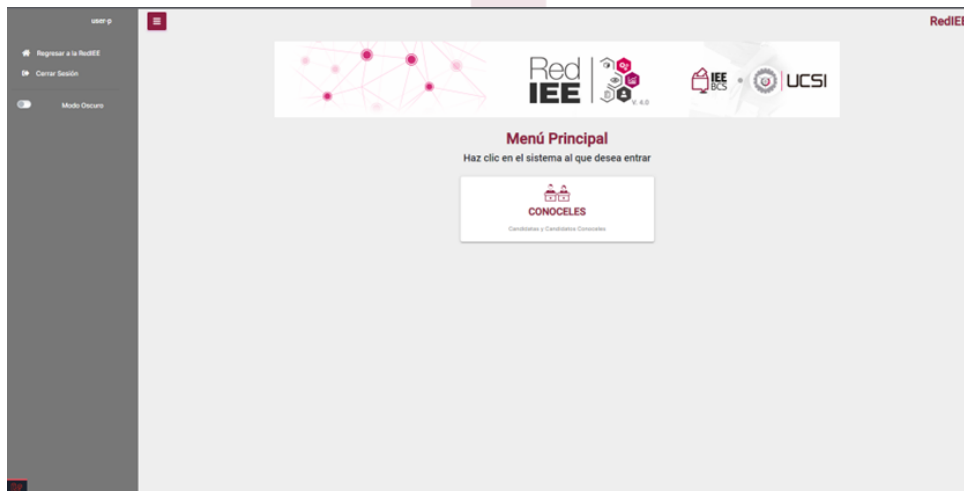 user-p
RedIEE
Regresar a la RedIEE
Cerrar Sesión
Modo Oscuro
Red
IEE
V. 4.0
IEE
BCS
UCSI
Menú Principal
Haz clic en el sistema al que desea entrar
CONOCELES
Candidatas y Candidatos Conoceles